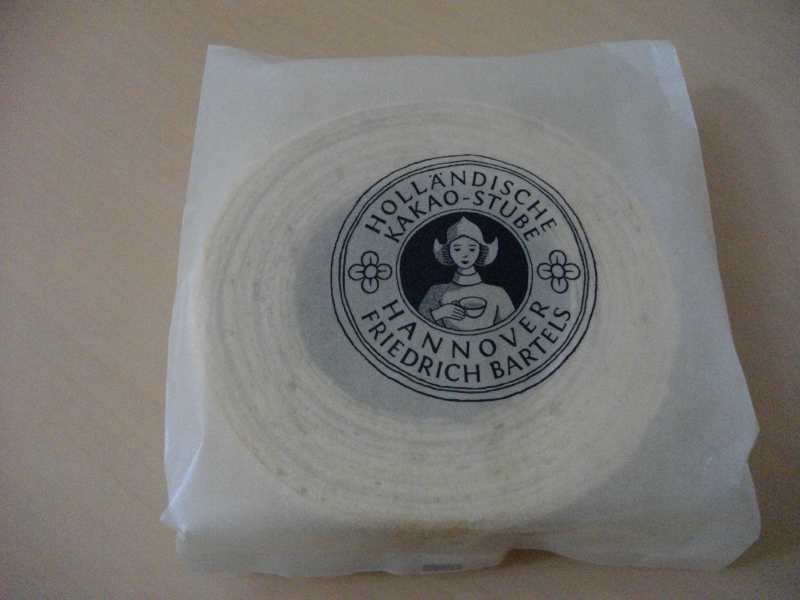 HOLLÄNDISCHE
KAKAO-STUBE
HANNOVER
FRIEDRICH BARTELS